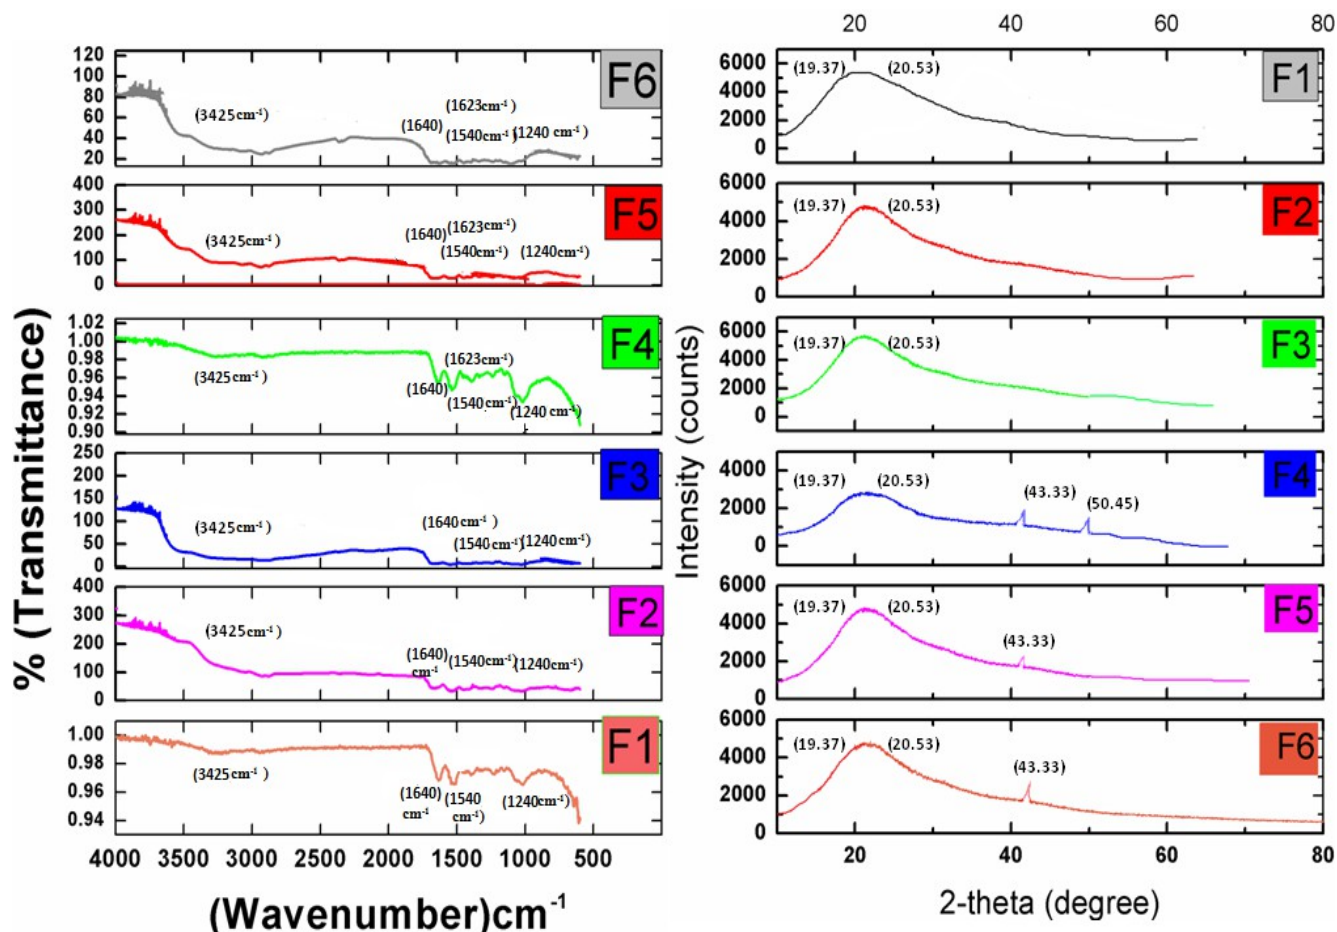 % (Transmittance)
120
100
80
60
40
20
F6
(3425cm-1)
(1640)
(1623cm-1)
(1540cm-1)
(1240 cm-1)
400
300
200
100
0
F5
(3425cm-1)
(1640)
(1623cm-1)
(1540cm-1)
(1240cm-1)
1.02
1.00
0.98
0.96
0.94
0.92
0.90
F4
(3425cm-1)
(1640)
(1623cm-1)
(1540cm-1)
(1240 cm-1)
250
200
150
100
50
0
F3
(3425cm-1)
(1640cm-1)
(1540cm-1)
(1240cm-1)
400
300
200
100
0
F2
(3425cm-1)
(1640)
cm-1
(1540cm-1)
(1240cm-1)
1.00
0.98
0.96
0.94
F1
(3425cm-1)
(1640)
cm-1
(1540
cm-1)
(1240cm-1)
4000 3500 3000 2500 2000 1500 1000 500
(Wavenumber)cm-1
Intensity (counts)
20 40 60 80
6000
4000
2000
0
(19.37) (20.53)
F1
6000
4000
2000
0
(19.37) (20.53)
F2
6000
4000
2000
0
(19.37) (20.53)
F3
4000
2000
0
(19.37) (20.53)
(43.33)
(50.45)
F4
6000
4000
2000
0
(19.37) (20.53)
(43.33)
F5
6000
4000
2000
0
(19.37) (20.53)
(43.33)
F6
20 40 60 80
2-theta (degree)